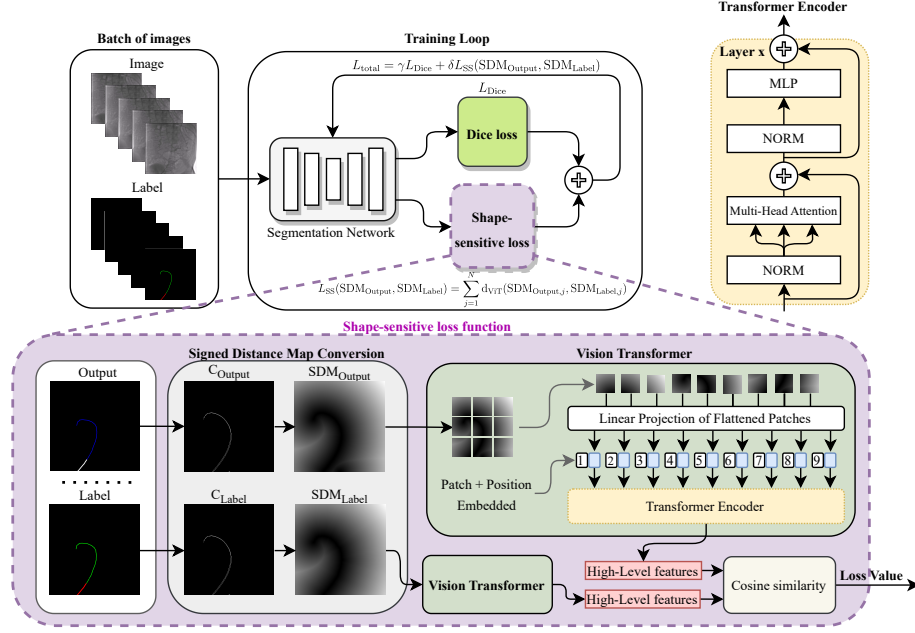 Batch of images
Image
Label
Training Loop
L_total = γL_Dice + δL_SS(SDM_Output, SDM_Label)
L_Dice
Dice loss
Shape-
sensitive loss
Segmentation Network
L_SS(SDM_Output, SDM_Label) = ∑_{j=1}^{N} d_ViT(SDM_Output,j, SDM_Label,j)
Transformer Encoder
Layer x
MLP
NORM
Multi-Head Attention
NORM
Shape-sensitive loss function
Output
Label
Signed Distance Map Conversion
C_Output
SDM_Output
C_Label
SDM_Label
Vision Transformer
Linear Projection of Flattened Patches
1 2 3 4 5 6 7 8 9
Patch + Position
Embedded
Transformer Encoder
Vision Transformer
High-Level features
High-Level features
Cosine similarity
Loss Value